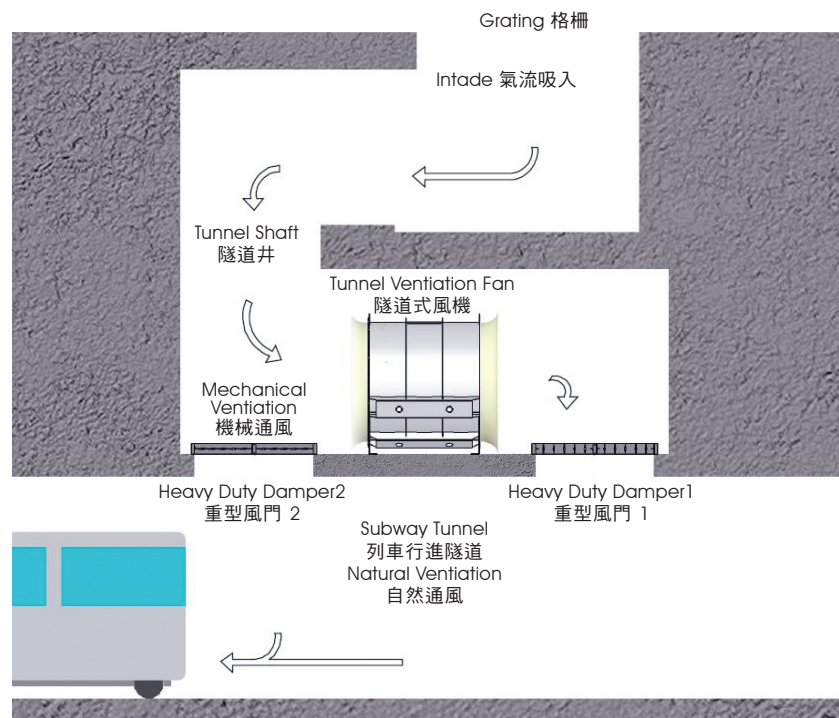 Grating 格柵
Intade 氣流吸入
Tunnel Shaft
隧道井
Tunnel Ventiation Fan
隧道式風機
Mechanical
Ventilation
機械通風
Heavy Duty Damper2
重型風門 2
Heavy Duty Damper1
重型風門 1
Subway Tunnel
列車行進隧道
Natural Ventilation
自然通風